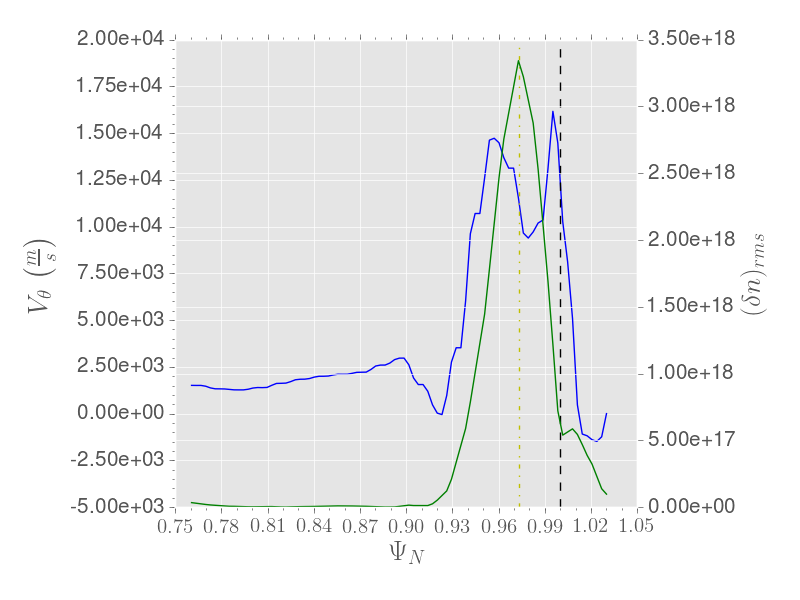 2.00e+04
1.75e+04
1.50e+04
1.25e+04
1.00e+04
7.50e+03
5.00e+03
2.50e+03
0.00e+00
-2.50e+03
-5.00e+03
V_θ (m/s)
3.50e+18
3.00e+18
2.50e+18
2.00e+18
1.50e+18
1.00e+18
5.00e+17
0.00e+00
(δn)_rms
0.75 0.78 0.81 0.84 0.87 0.90 0.93 0.96 0.99 1.02 1.05
Ψ_N